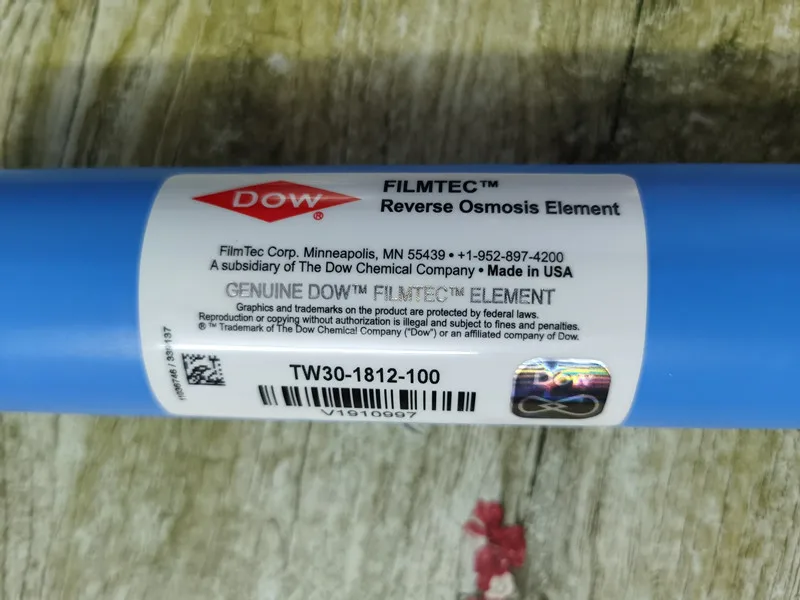 DOW
®
FILMTEC™
Reverse Osmosis Element
FilmTec Corp. Minneapolis, MN 55439 • +1-952-897-4200
A subsidiary of The Dow Chemical Company • Made in USA
GENUINE DOW™ FILMTEC™ ELEMENT
Graphics and trademarks on the product are protected by federal laws.
Reproduction or copying without authorization is illegal and subject to fines and penalties.
®™ Trademark of The Dow Chemical Company ("Dow") or an affiliated company of Dow.
TW30-1812-100
V1910997
DOW